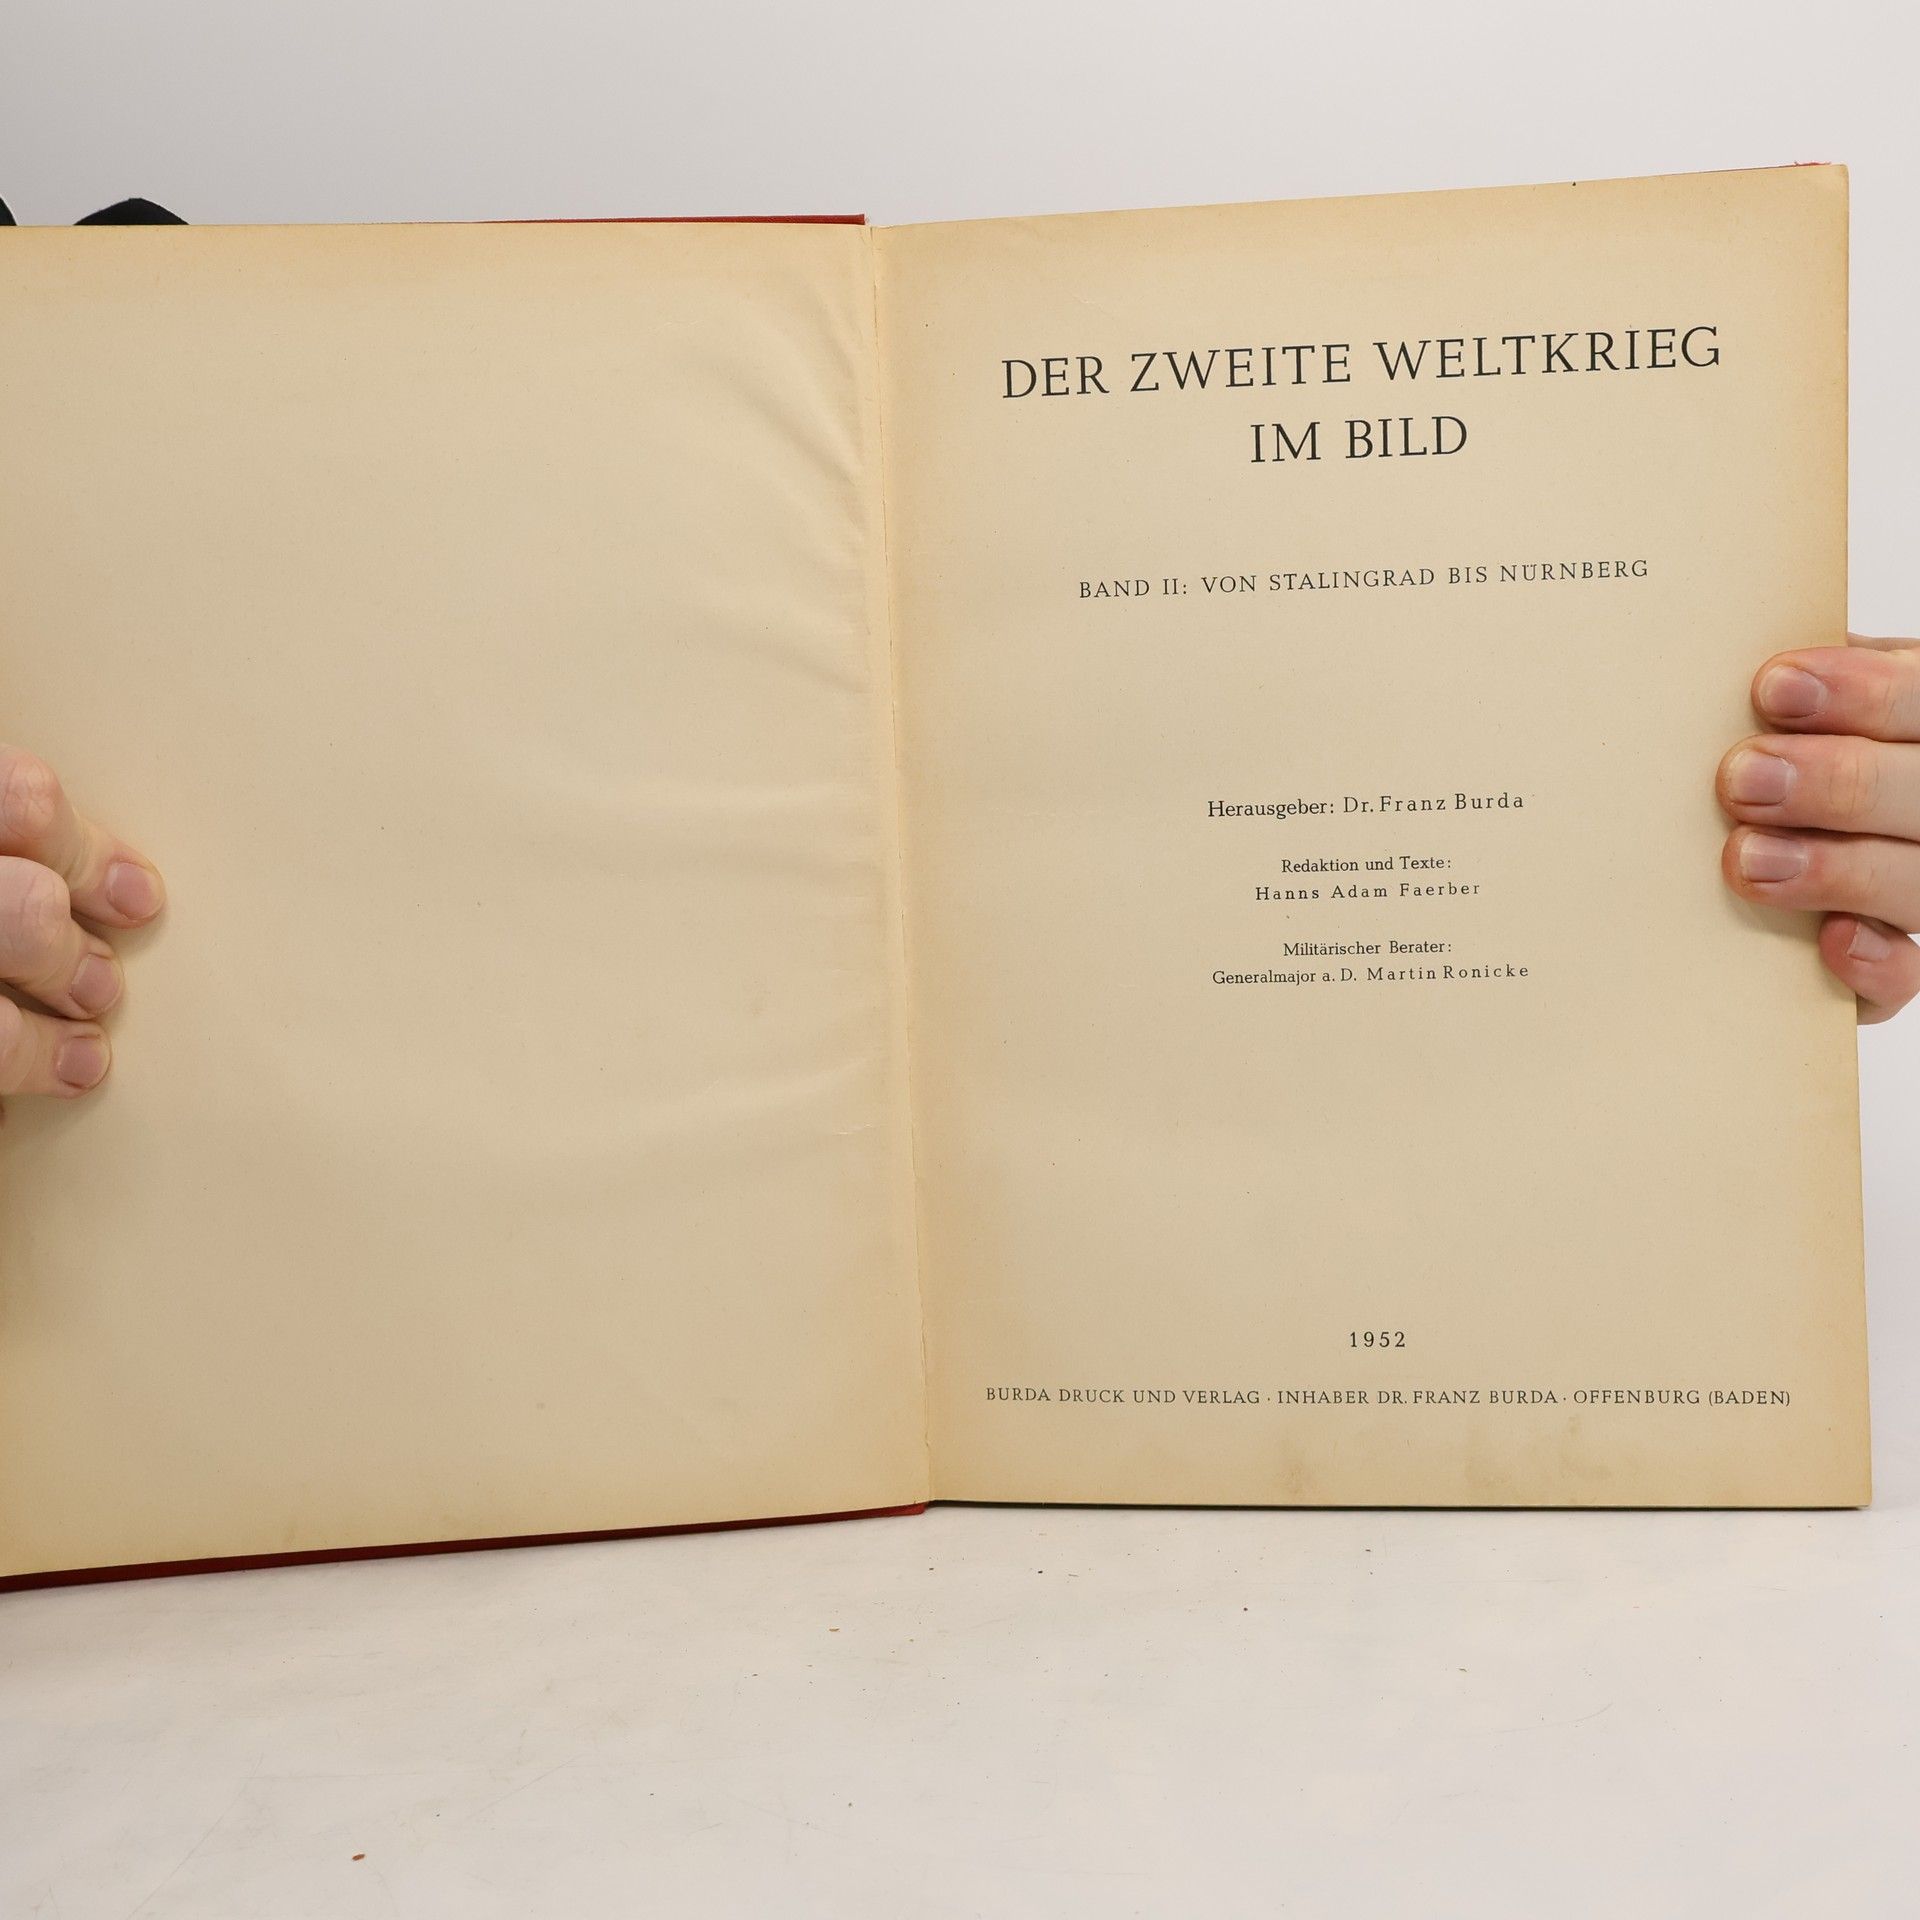 DER ZWEITE WELTKRIEG
IM BILD
BAND II: VON STALINGRAD BIS NÜRNBERG
Herausgeber: Dr. Franz Burda
Redaktion und Texte:
Hanns Adam Faerber
Militärischer Berater:
Generalmajor a. D. Martin Ronicke
1952
BURDA DRUCK UND VERLAG · INHABER DR. FRANZ BURDA · OFFENBURG (BADEN)